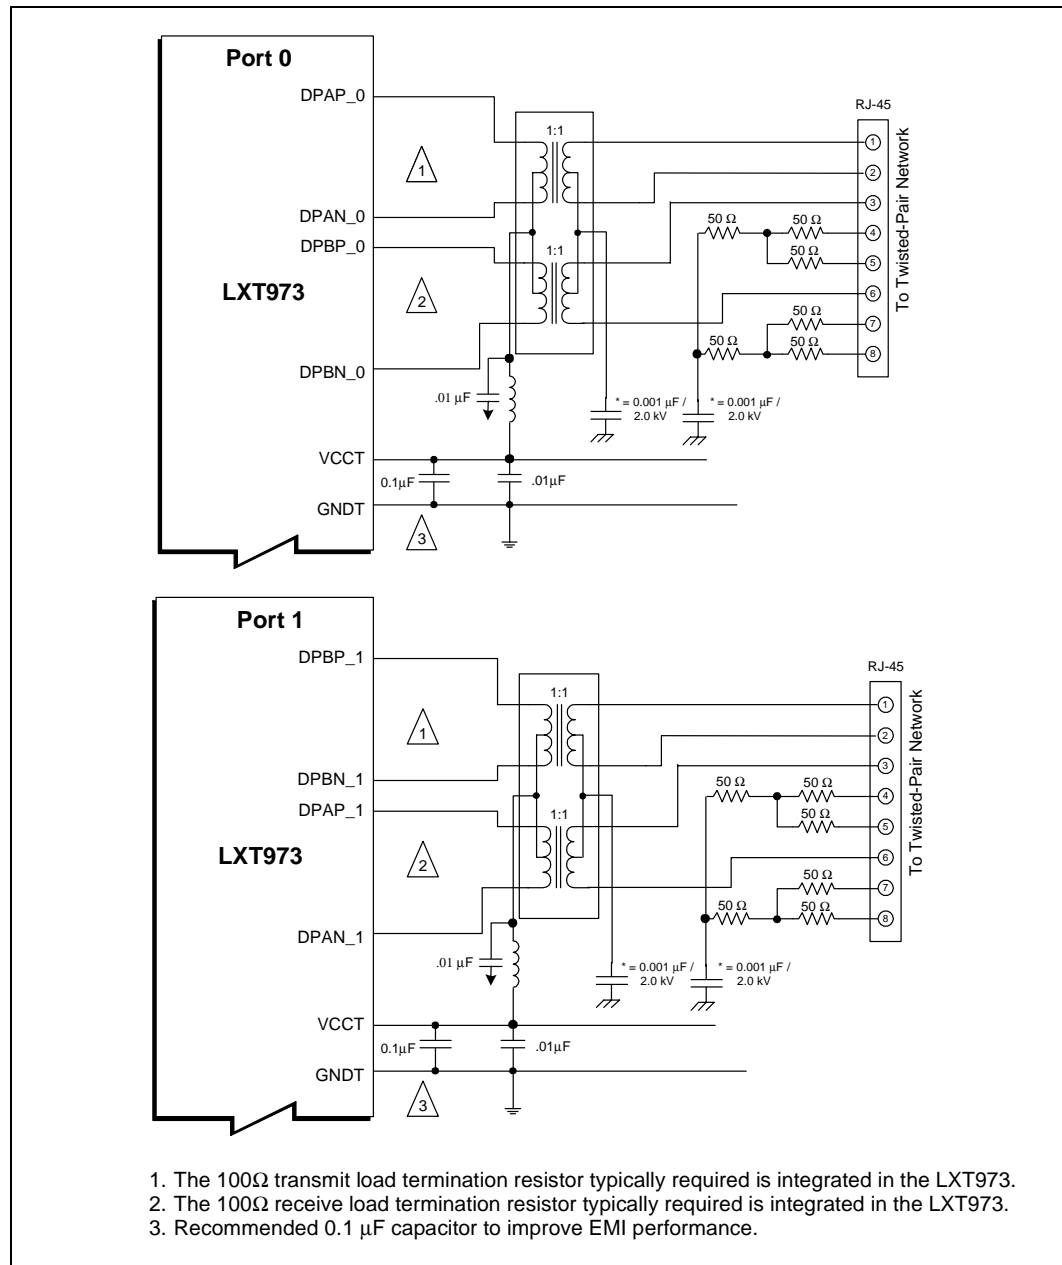 Port 0
DPAP_0
RJ-45
1:1
1
1
2
DPAN_0
3
50 Ω
50 Ω
4
DPBP_0
1:1
50 Ω
5
To Twisted-Pair Network
LXT973
2
6
50 Ω
7
50 Ω
50 Ω
8
DPBN_0
.01 µF
* = 0.001 µF /
2.0 kV
* = 0.001 µF /
2.0 kV
VCCT
0.1µF
.01µF
GNDT
3
Port 1
DPBP_1
RJ-45
1:1
1
1
2
DPBN_1
3
50 Ω
50 Ω
4
DPAP_1
1:1
50 Ω
5
To Twisted-Pair Network
LXT973
2
6
50 Ω
7
50 Ω
50 Ω
8
DPAN_1
.01 µF
* = 0.001 µF /
2.0 kV
* = 0.001 µF /
2.0 kV
VCCT
0.1µF
.01µF
GNDT
3
1. The 100Ω transmit load termination resistor typically required is integrated in the LXT973.
2. The 100Ω receive load termination resistor typically required is integrated in the LXT973.
3. Recommended 0.1 µF capacitor to improve EMI performance.